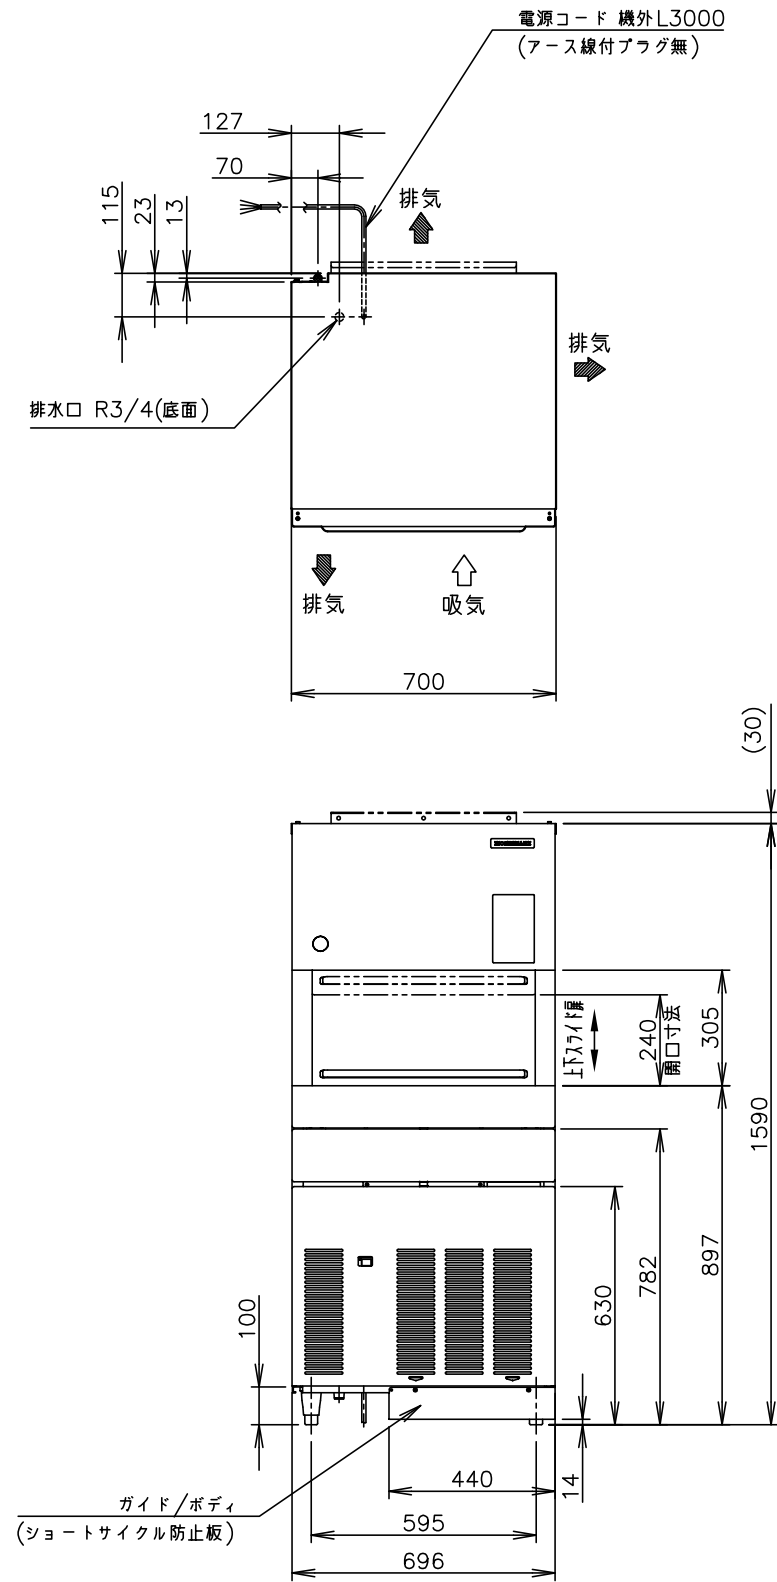 電源コード 機外L3000
(アース線付プラグ無)
127
70
115
23
13
排気
排気
排水口 R3/4(底面)
排気
吸気
700
(30)
上下スライド扉
240
開口寸法
305
1590
897
782
630
100
14
440
ガイド/ボディ
(ショートサイクル防止板)
595
696